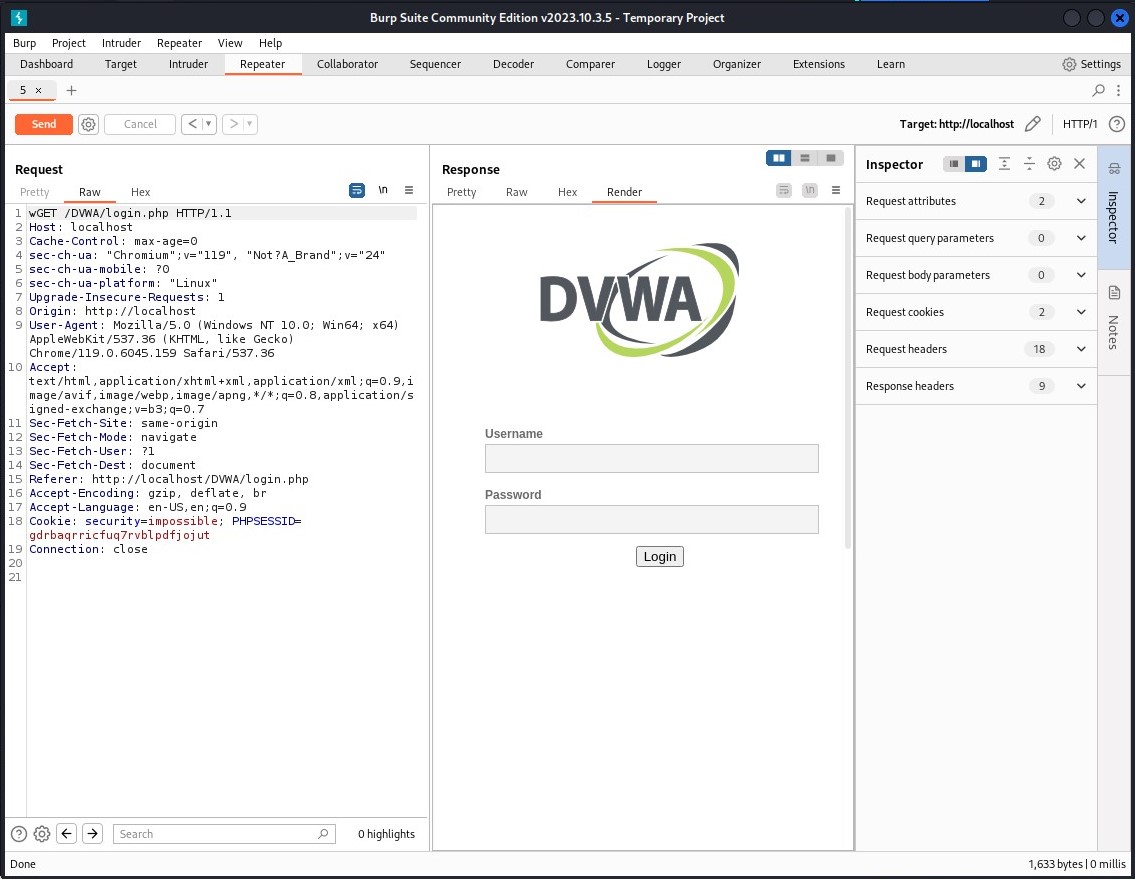 Burp Suite Community Edition v2023.10.3.5 - Temporary Project
Burp Project Intruder Repeater View Help
Dashboard Target Intruder Repeater Collaborator Sequencer Decoder Comparer Logger Organizer Extensions Learn Settings
5 × +
Send Cancel < > Target: http://localhost HTTP/1 ?
Request
Pretty Raw Hex \n
1 wGET /DVWA/login.php HTTP/1.1
2 Host: localhost
3 Cache-Control: max-age=0
4 sec-ch-ua: "Chromium";v="119", "Not?A_Brand";v="24"
5 sec-ch-ua-mobile: ?0
6 sec-ch-ua-platform: "Linux"
7 Upgrade-Insecure-Requests: 1
8 Origin: http://localhost
9 User-Agent: Mozilla/5.0 (Windows NT 10.0; Win64; x64)
AppleWebKit/537.36 (KHTML, like Gecko)
Chrome/119.0.6045.159 Safari/537.36
10 Accept:
text/html,application/xhtml+xml,application/xml;q=0.9,i
mage/avif,image/webp,image/apng,*/*;q=0.8,application/s
igned-exchange;v=b3;q=0.7
11 Sec-Fetch-Site: same-origin
12 Sec-Fetch-Mode: navigate
13 Sec-Fetch-User: ?1
14 Sec-Fetch-Dest: document
15 Referer: http://localhost/DVWA/login.php
16 Accept-Encoding: gzip, deflate, br
17 Accept-Language: en-US,en;q=0.9
18 Cookie: security=impossible; PHPSESSID=
gdrbaqrricfuq7rvblpdfjojut
19 Connection: close
20
21
? Search 0 highlights
Response
Pretty Raw Hex Render \n
DVWA
Username
Password
Login
Inspector
Request attributes 2
Request query parameters 0
Request body parameters 0
Request cookies 2
Request headers 18
Response headers 9
Inspector
Notes
Done
1,633 bytes | 0 millis